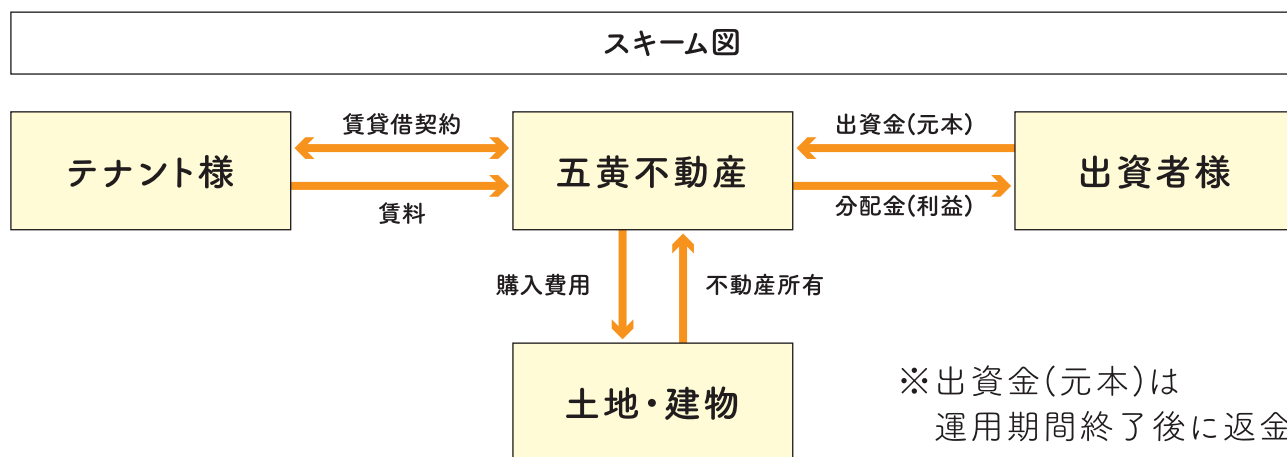 スキーム図
賃貸借契約
出資金(元本)
テナント様
五黄不動産
出資者様
賃料
分配金(利益)
購入費用
不動産所有
土地・建物
※出資金(元本)は
運用期間終了後に返金